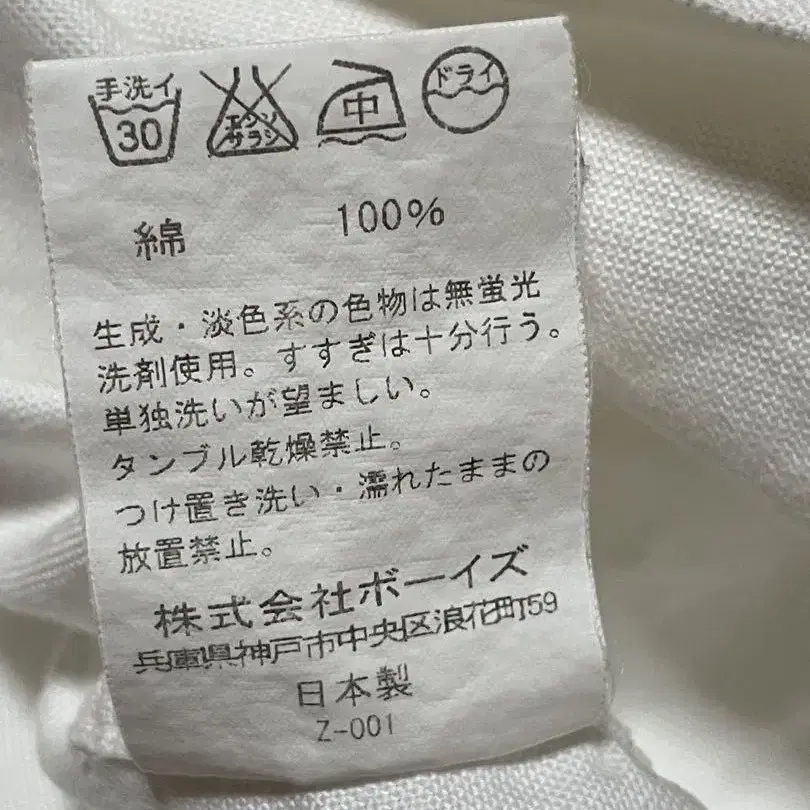 手洗イ
30
エンソ
サラシ
中
ドライ
綿 100%
生成・淡色系の色物は無蛍光
洗剤使用。すすぎは十分行う。
単独洗いが望ましい。
タンブル乾燥禁止。
つけ置き洗い・濡れたままの
放置禁止。
株式会社ボーイズ
兵庫県神戸市中央区浪花町59
日本製
Z-001